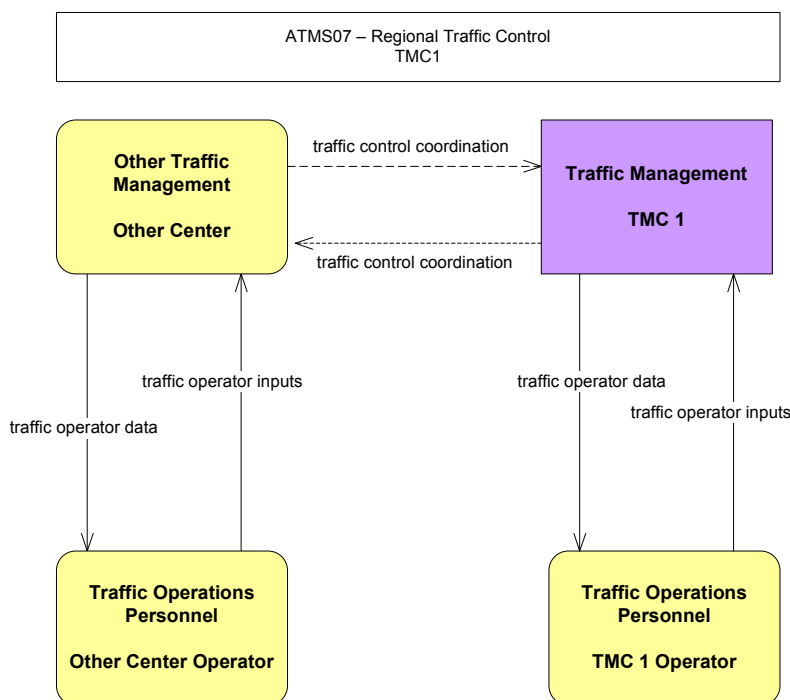 ATMS07 – Regional Traffic Control
TMC1
Other Traffic
Management
Other Center
traffic control coordination
Traffic Management
TMC 1
traffic control coordination
traffic operator inputs
traffic operator data
traffic operator data
traffic operator inputs
Traffic Operations
Personnel
Other Center Operator
Traffic Operations
Personnel
TMC 1 Operator